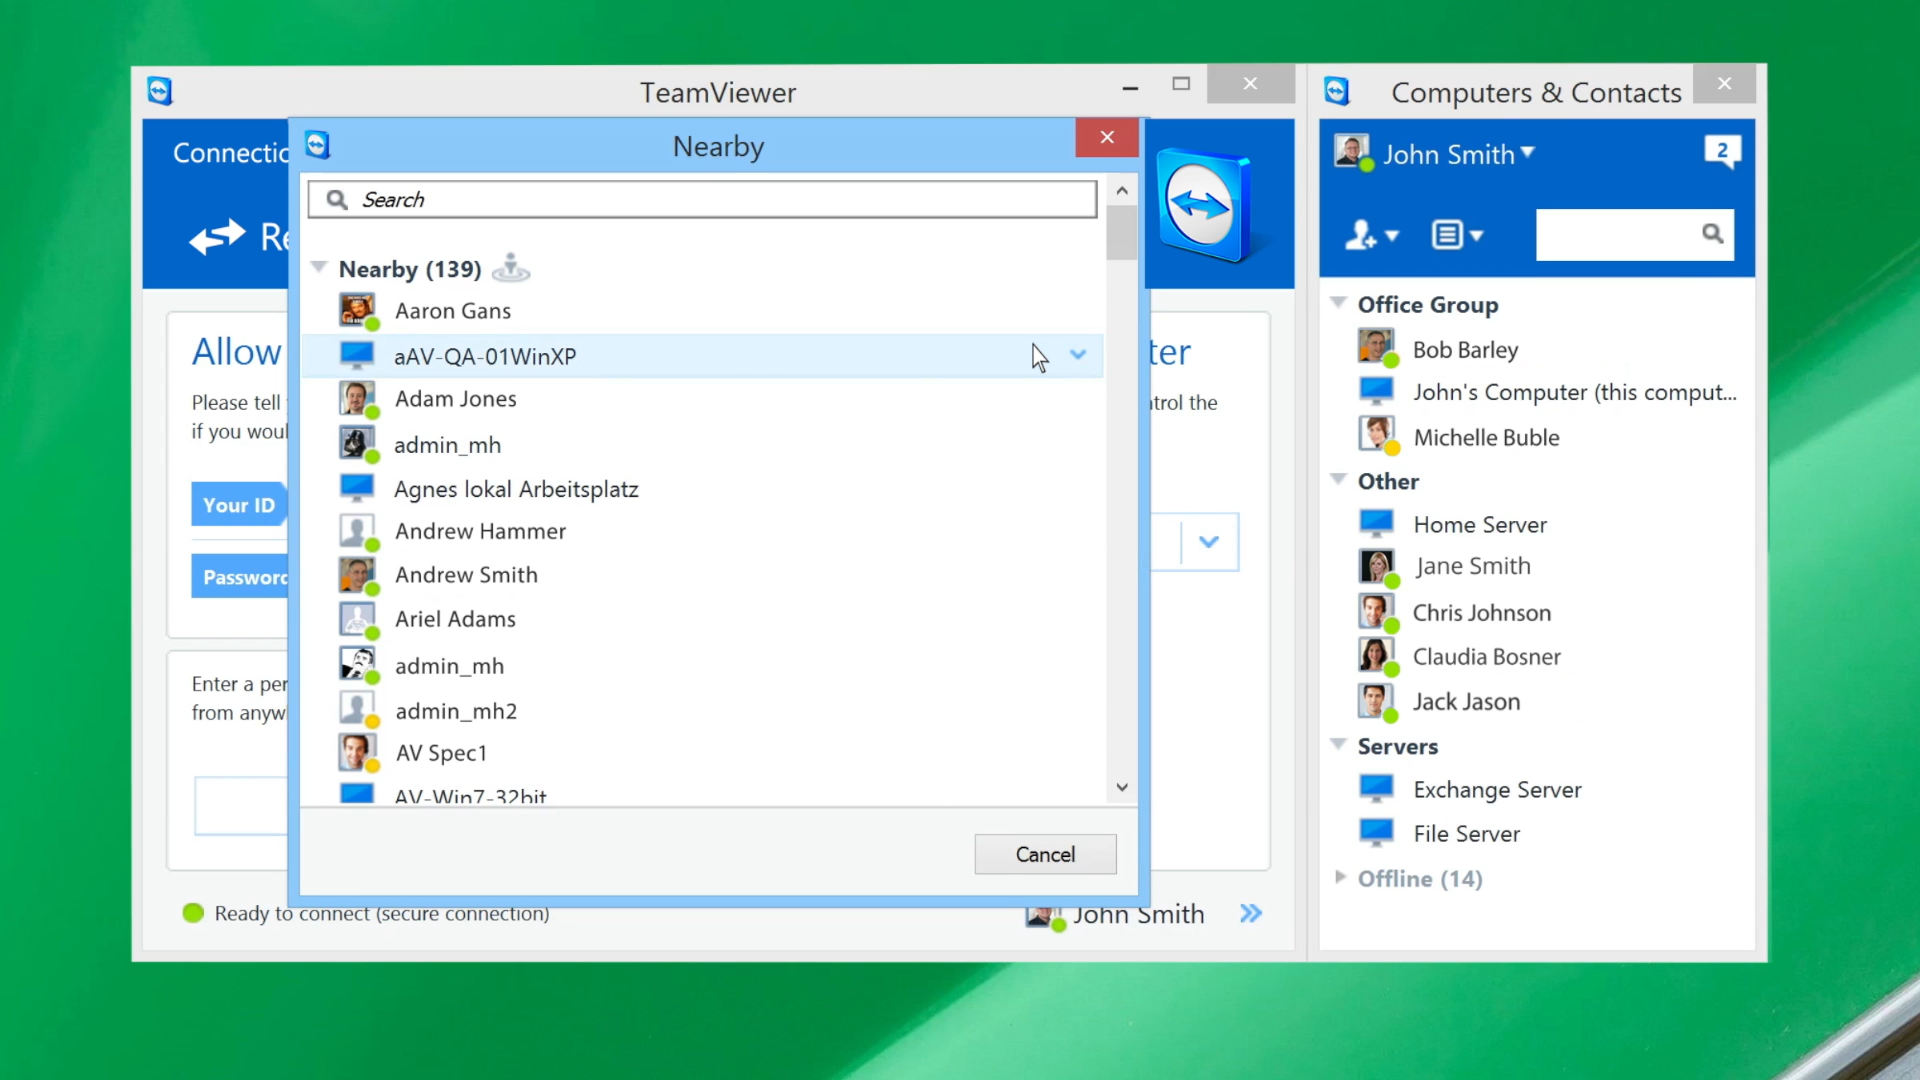 TeamViewer
Connectio
Re
Allow
Please tell
if you woul
Your ID
Password
Enter a per
from anyw
Ready to connect (secure connection)
John Smith
ter
trol the
Nearby
Search
Nearby (139)
Aaron Gans
aAV-QA-01WinXP
Adam Jones
admin_mh
Agnes lokal Arbeitsplatz
Andrew Hammer
Andrew Smith
Ariel Adams
admin_mh
admin_mh2
AV Spec1
AV-Win7-32bit
Cancel
Computers & Contacts
John Smith
2
Office Group
Bob Barley
John's Computer (this comput...
Michelle Buble
Other
Home Server
Jane Smith
Chris Johnson
Claudia Bosner
Jack Jason
Servers
Exchange Server
File Server
Offline (14)